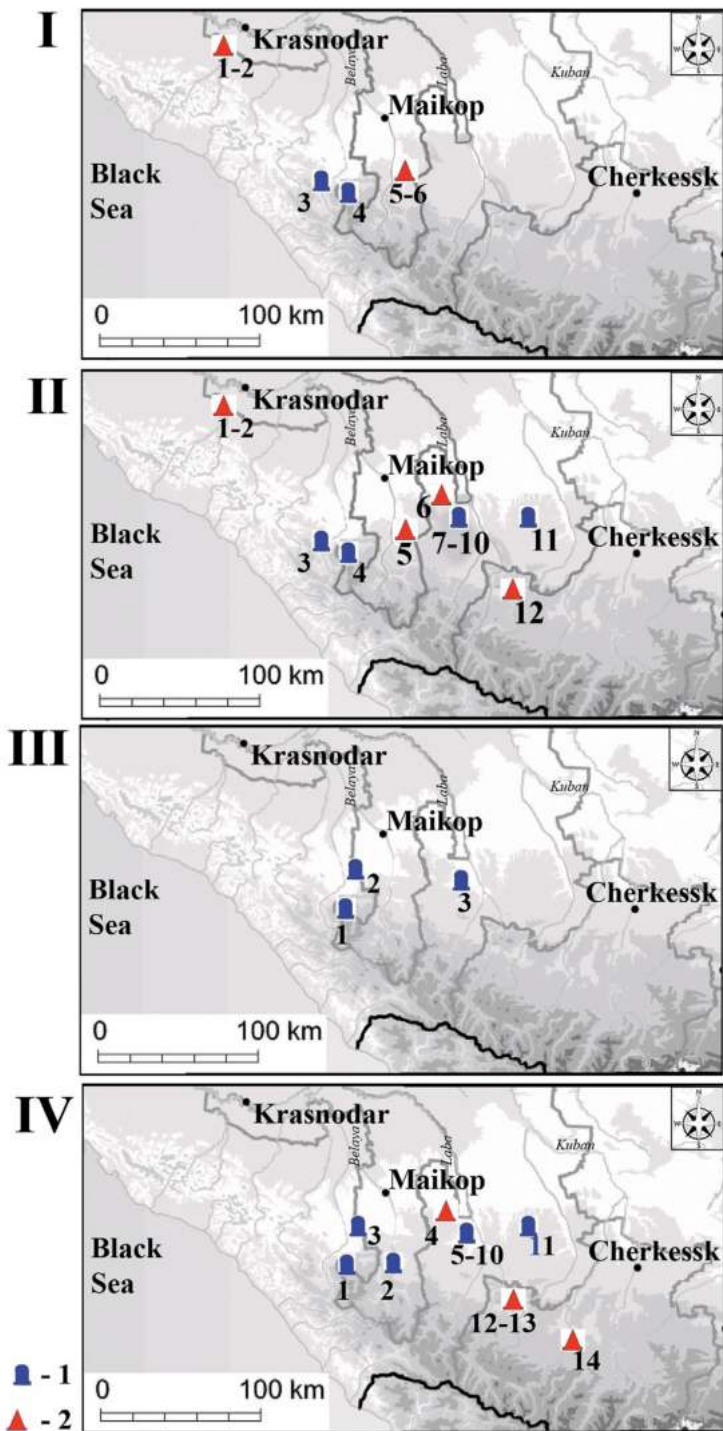 I
Krasnodar
1-2
Belaya
Laba
Kuban
N
W
E
S
Maikop
Black
Sea
3
4
5-6
Cherkessk
0
100 km
II
Krasnodar
1-2
Belaya
Laba
Kuban
N
W
E
S
Maikop
6
Black
Sea
3
4
5
7-10
11
Cherkessk
12
0
100 km
III
Krasnodar
Belaya
Laba
Kuban
N
W
E
S
Maikop
2
3
Black
Sea
1
Cherkessk
0
100 km
IV
Krasnodar
Belaya
Laba
Kuban
N
W
E
S
Maikop
3
4
5-10
11
Black
Sea
1
2
Cherkessk
12-13
14
0
100 km
- 1
- 2